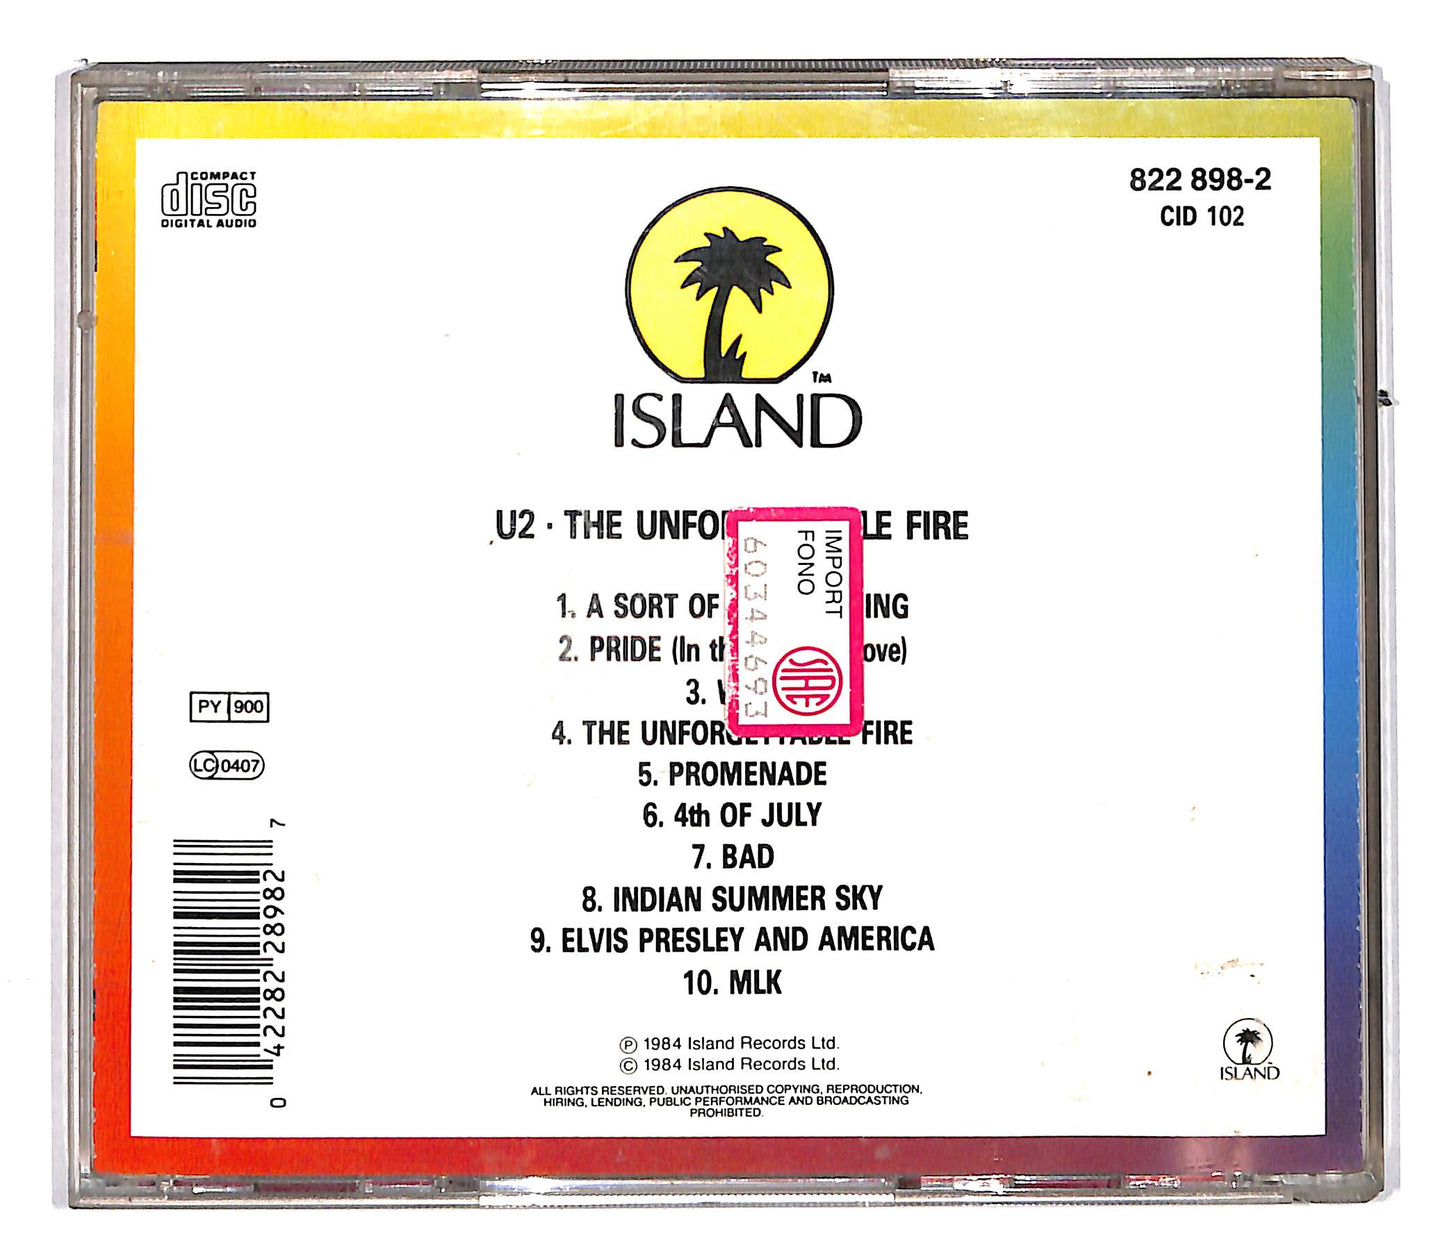 COMPACT
disc
DIGITAL AUDIO
822 898-2
CID 102
TM
ISLAND
U2 · THE UNFO LE FIRE
1. A SORT OF ING
2. PRIDE (In th ove)
3.
4. THE UNFORGETTABLE FIRE
5. PROMENADE
6. 4th OF JULY
7. BAD
8. INDIAN SUMMER SKY
9. ELVIS PRESLEY AND AMERICA
10. MLK
IMPORT
FONO
60344693
SIAE
PY 900
LC 0407
0 42282 28982 7
Ⓟ 1984 Island Records Ltd.
© 1984 Island Records Ltd.
ALL RIGHTS RESERVED. UNAUTHORISED COPYING, REPRODUCTION,
HIRING, LENDING, PUBLIC PERFORMANCE AND BROADCASTING
PROHIBITED.
ISLAND